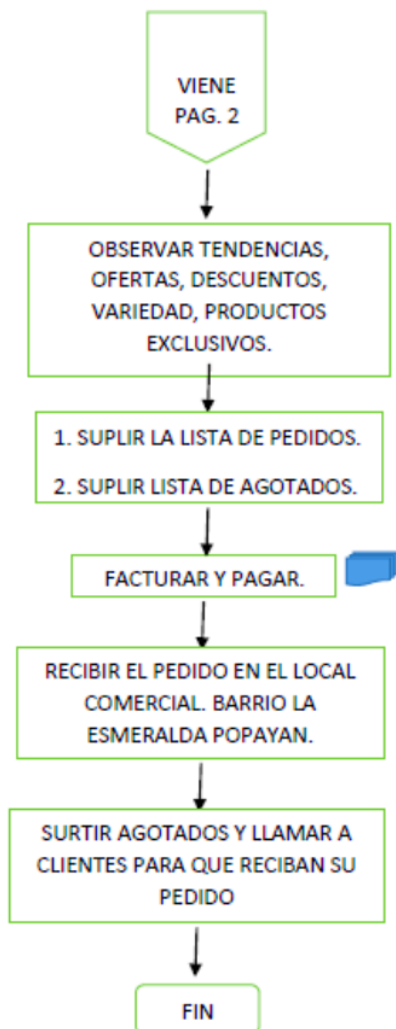 VIENE
PAG. 2
OBSERVAR TENDENCIAS,
OFERTAS, DESCUENTOS,
VARIEDAD, PRODUCTOS
EXCLUSIVOS.
1. SUPLIR LA LISTA DE PEDIDOS.
2. SUPLIR LISTA DE AGOTADOS.
FACTURAR Y PAGAR.
RECIBIR EL PEDIDO EN EL LOCAL
COMERCIAL. BARRIO LA
ESMERALDA POPAYAN.
SURTIR AGOTADOS Y LLAMAR A
CLIENTES PARA QUE RECIBAN SU
PEDIDO
FIN